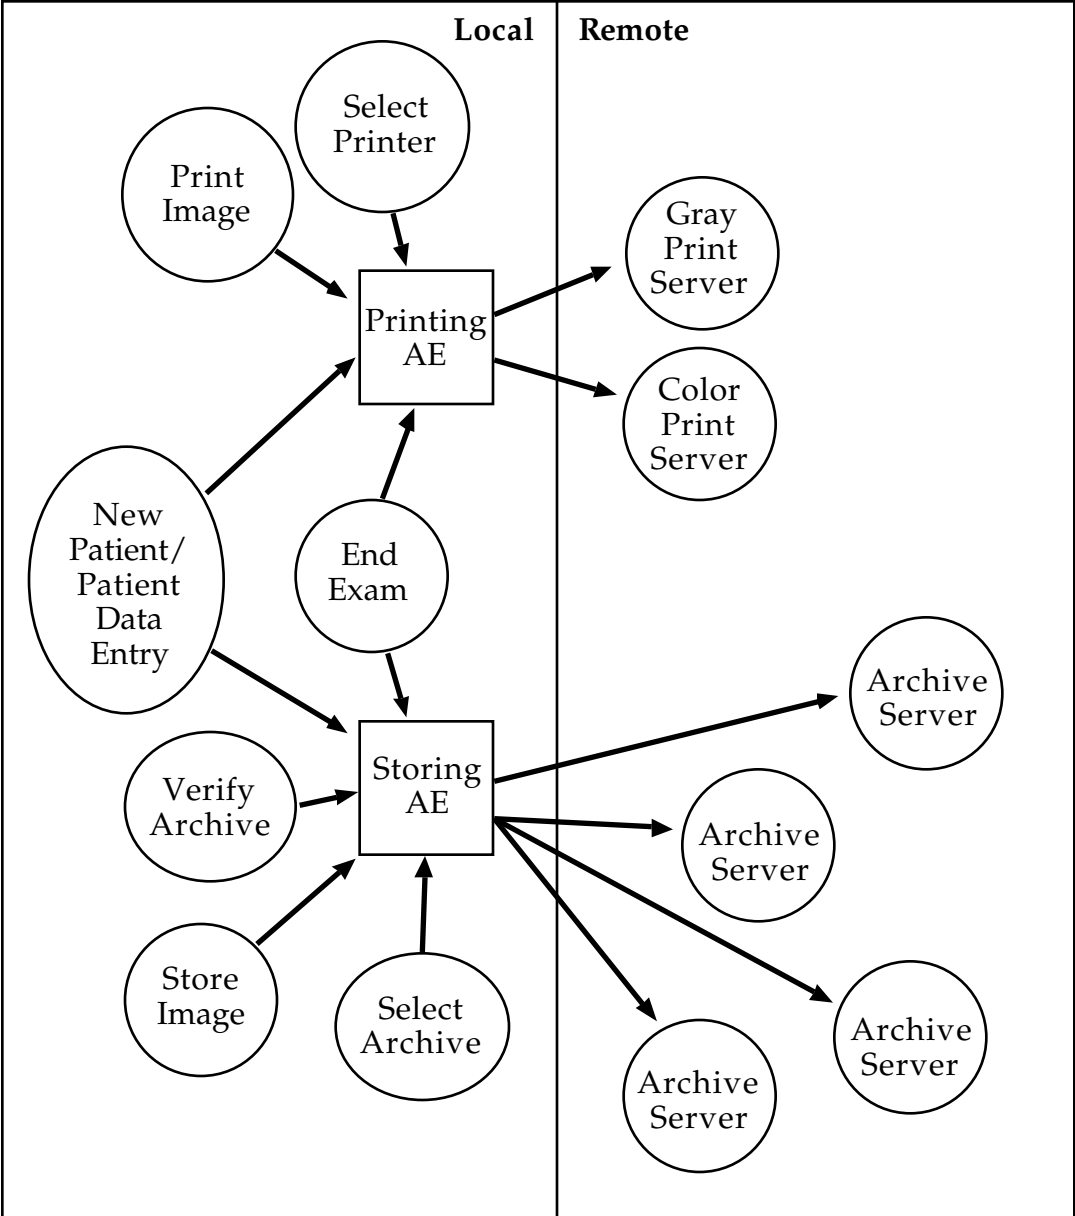 Local
Remote
Select
Printer
Print
Image
Gray
Print
Server
Printing
AE
Color
Print
Server
New
Patient/
Patient
Data
Entry
End
Exam
Archive
Server
Storing
AE
Verify
Archive
Archive
Server
Store
Image
Select
Archive
Archive
Server
Archive
Server